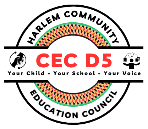 HARLEM COMMUNITY
CEC D5
Your Child - Your School - Your Voice
EDUCATION COUNCIL